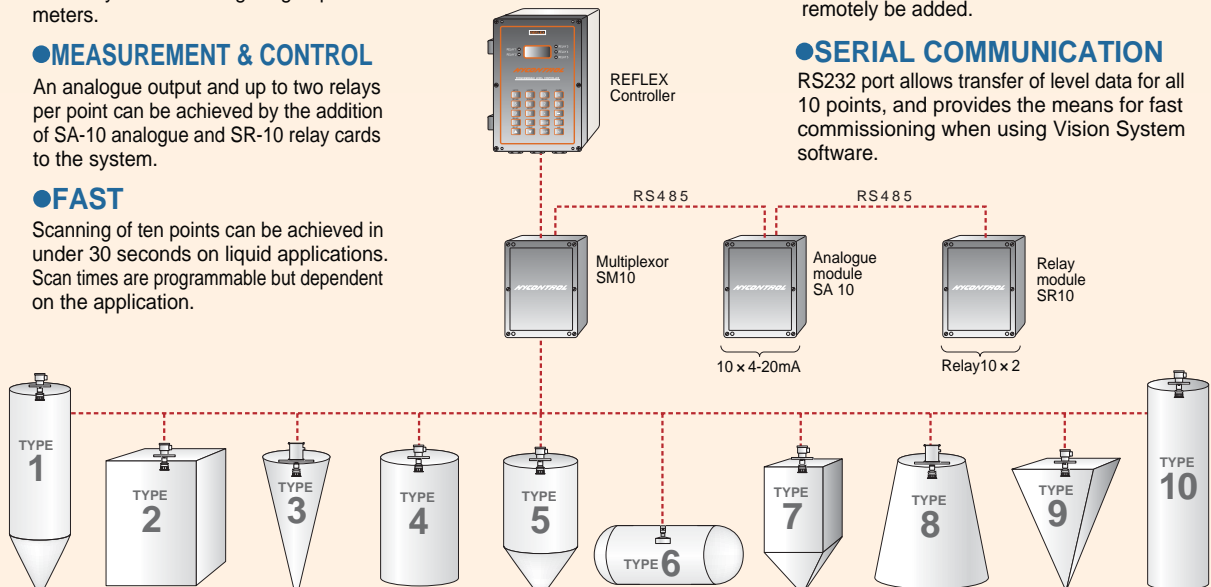 meters.
●MEASUREMENT & CONTROL
An analogue output and up to two relays
per point can be achieved by the addition
of SA-10 analogue and SR-10 relay cards
to the system.
●FAST
Scanning of ten points can be achieved in
under 30 seconds on liquid applications.
Scan times are programmable but dependent
on the application.
REFLEX
Controller
remotely be added.
●SERIAL COMMUNICATION
RS232 port allows transfer of level data for all
10 points, and provides the means for fast
commissioning when using Vision System
software.
RS485
RS485
HYCONTROL
Multiplexor
SM10
HYCONTROL
Analogue
module
SA 10
HYCONTROL
Relay
module
SR10
10 x 4-20mA
Relay10 x 2
TYPE
1
TYPE
2
TYPE
3
TYPE
4
TYPE
5
TYPE 6
TYPE
7
TYPE
8
TYPE
9
TYPE
10